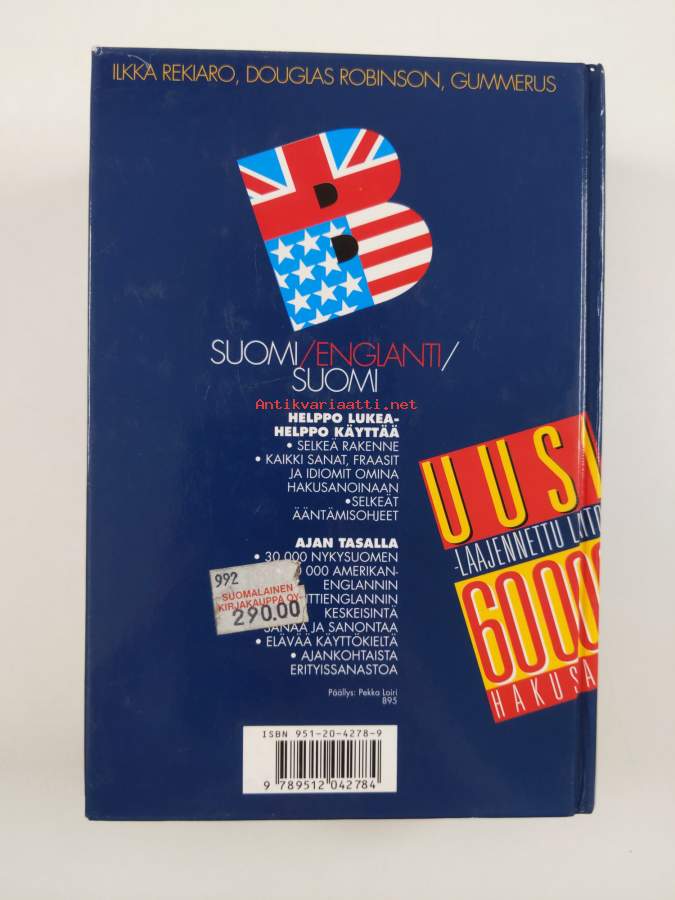 ILKKA REKIARO, DOUGLAS ROBINSON, GUMMERUS
SUOMI/ENGLANTI/
SUOMI
Antikvariaatti.net
HELPPO LUKEA-
HELPPO KÄYTTÄÄ
• SELKEÄ RAKENNE
• KAIKKI SANAT, FRAASIT
JA IDIOMIT OMINA
HAKUSANOINAAN
•SELKEÄT
ÄÄNTÄMISOHJEET
AJAN TASALLA
• 30 000 NYKYSUOMEN
000 AMERIKAN-
ENGLANNIN
TTIENGLANNIN
KESKEISINTÄ
SANAA JA SANONTAA
• ELÄVÄÄ KÄYTTÖKIELTÄ
• AJANKOHTAISTA
ERITYISSANASTOA
992
SUOMALAINEN
KIRJAKAUPPA OY
290.00
Päällys: Pekka Loiri
B95
UUSI
-LAAJENNETTU
6000
HAKUSA
ISBN 951-20-4278-9
9 789512 042784